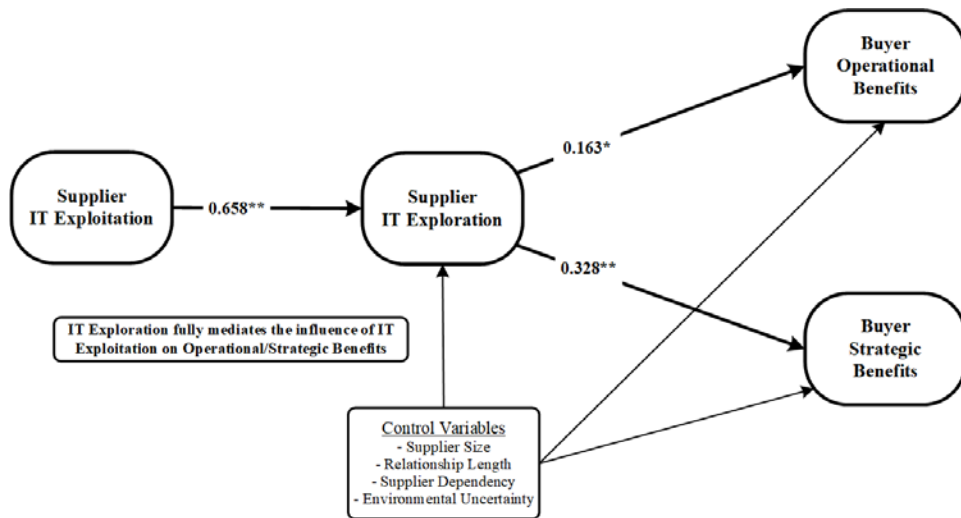 Buyer
Operational
Benefits
0.163*
Supplier
IT Exploitation
0.658**
Supplier
IT Exploration
0.328**
IT Exploration fully mediates the influence of IT
Exploitation on Operational/Strategic Benefits
Buyer
Strategic
Benefits
Control Variables
- Supplier Size
- Relationship Length
- Supplier Dependency
- Environmental Uncertainty